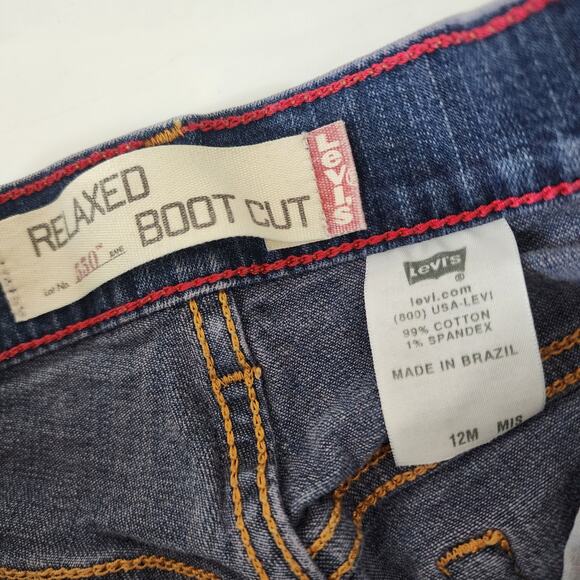 RELAXED
BOOT CUT
Lot No. 550™
Levi's
Levi's
®
levi.com
(800) USA-LEVI
99% COTTON
1% SPANDEX
MADE IN BRAZIL
12M MIS